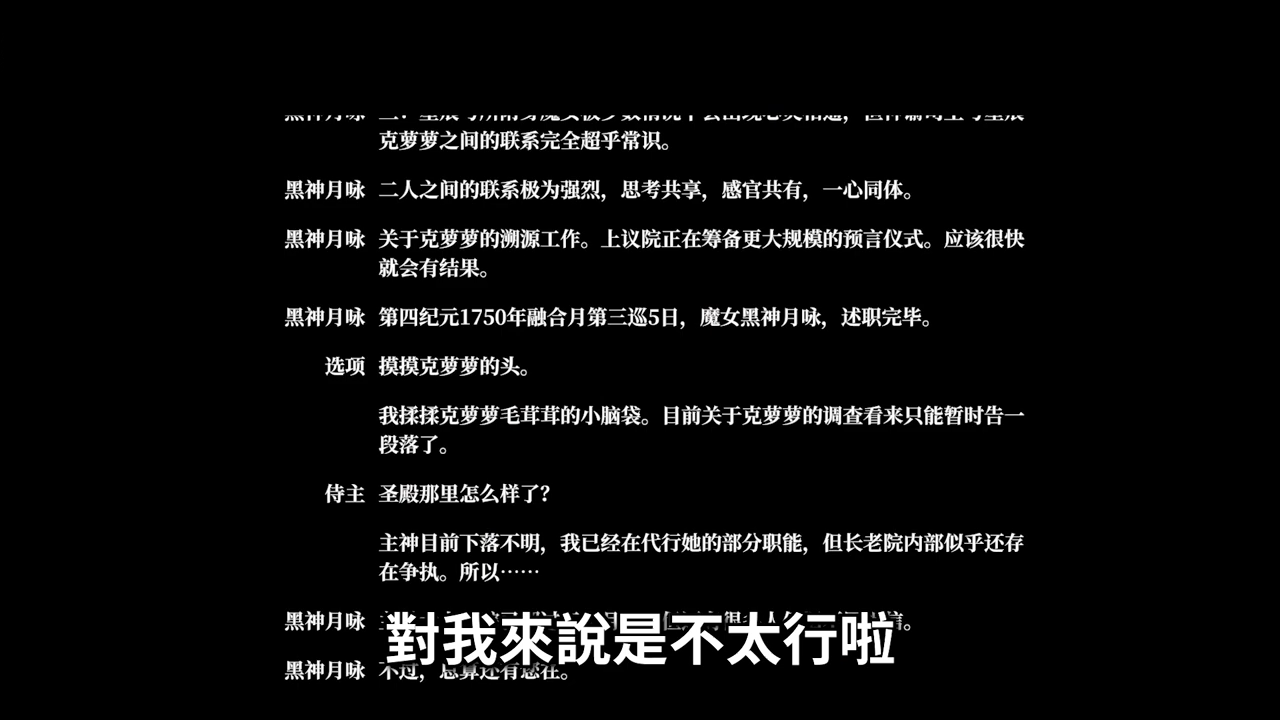 克萝萝之间的联系完全超乎常识。
黑神月咏 二人之间的联系极为强烈，思考共享，感官共有，一心同体。
黑神月咏 关于克萝萝的溯源工作。上议院正在筹备更大规模的预言仪式。应该很快
就会有结果。
黑神月咏 第四纪元1750年融合月第三巡5日，魔女黑神月咏，述职完毕。
选项 摸摸克萝萝的头。
我揉揉克萝萝毛茸茸的小脑袋。目前关于克萝萝的调查看来只能暂时告一
段落了。
侍主 圣殿那里怎么样了？
主神目前下落不明，我已经在代行她的部分职能，但长老院内部似乎还存
在争执。所以……
黑神月咏
對我來說是不太行啦
黑神月咏 不过，总算还有您在。